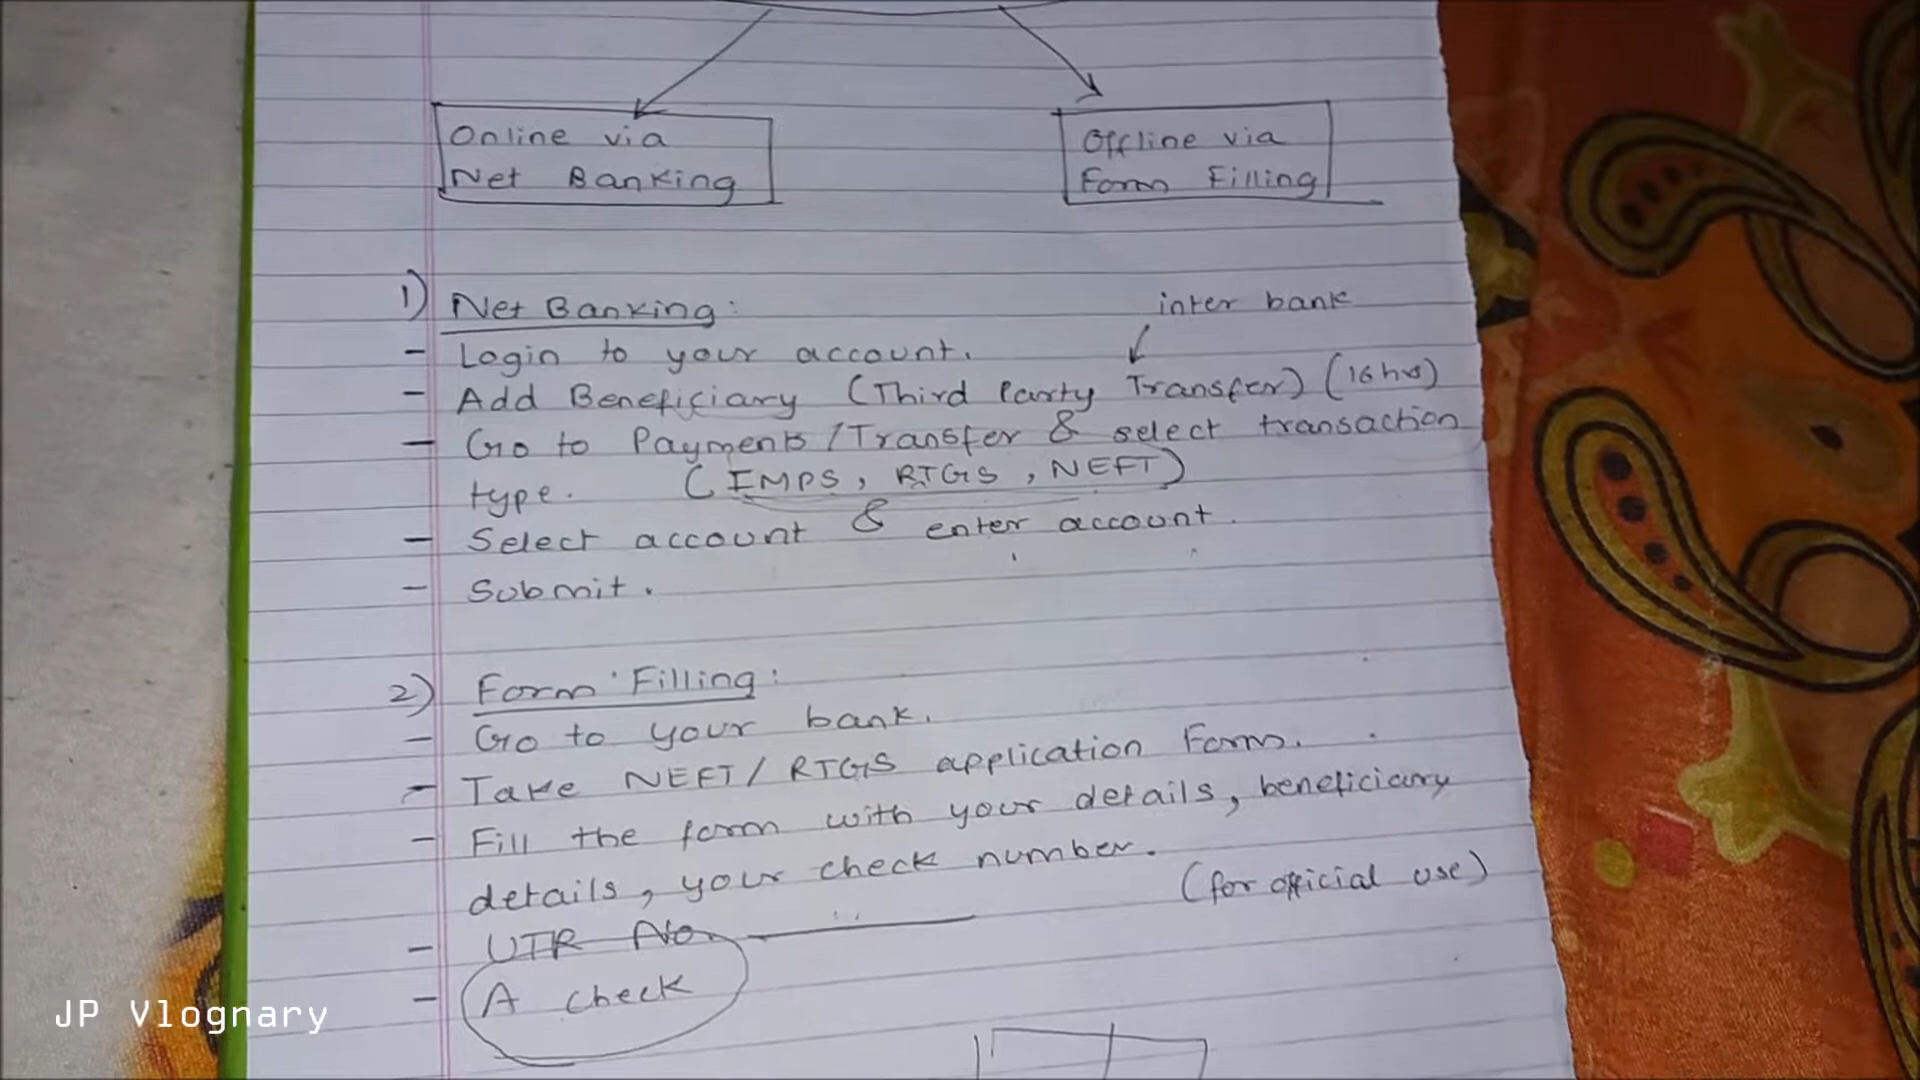 Online via
Net Banking
Offline via
Form Filling
1) Net Banking:
inter bank
- Login to your account.
- Add Beneficiary (Third Party Transfer) (16 hrs)
- Go to Payments/Transfer & select transaction
type. (IMPS, RTGS, NEFT)
- Select account & enter account.
- Submit.
2) Form Filling:
- Go to your bank.
- Take NEFT/RTGS application form.
- Fill the form with your details, beneficiary
details, your check number.
(for official use)
- UTR No.
- A check
JP Vlognary